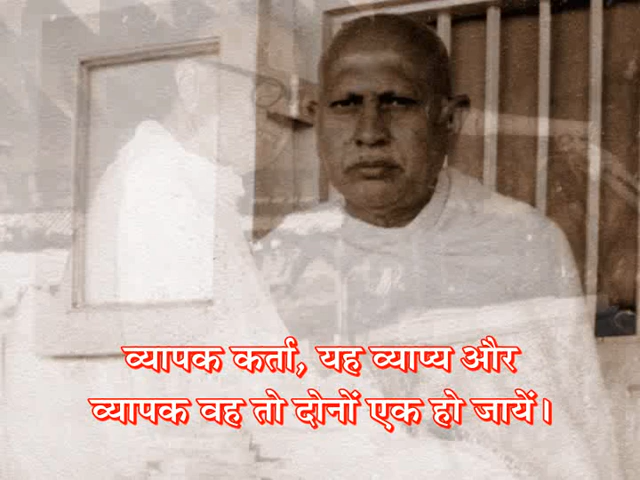 व्यापक कर्ता, यह व्याप्य और
व्यापक वह तो दोनों एक हो जायें।